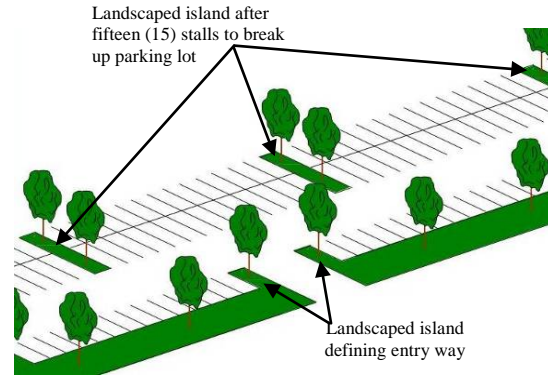 Landscaped island after
fifteen (15) stalls to break
up parking lot
Landscaped island
defining entry way